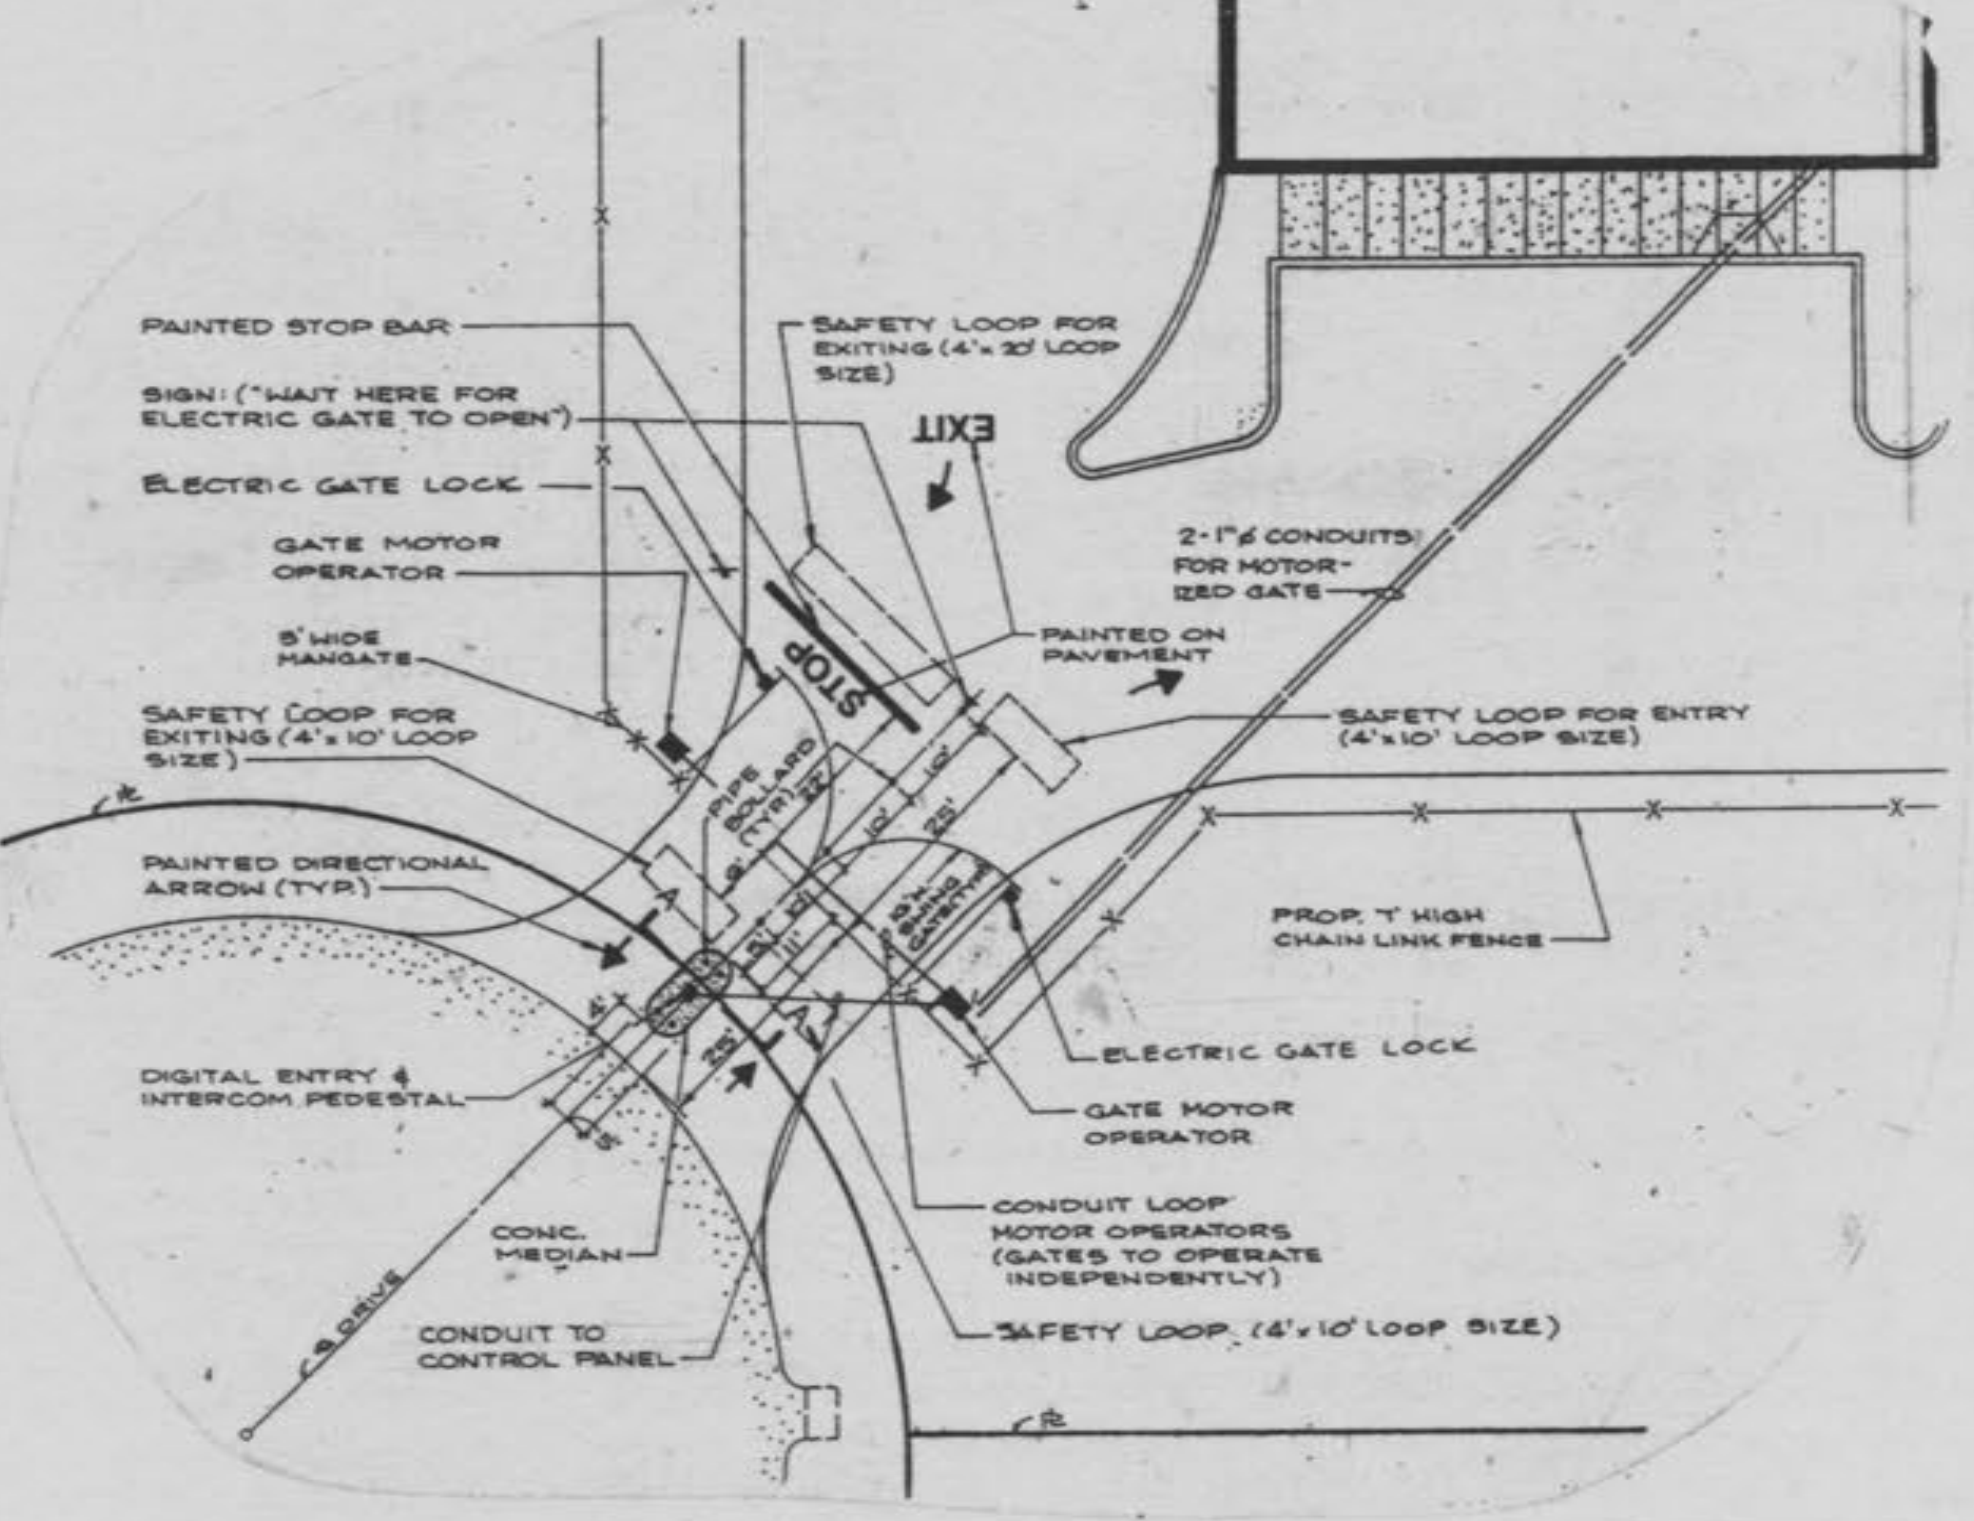 PAINTED STOP BAR
SAFETY LOOP FOR
EXITING (4'x 20' LOOP
SIZE)
SIGN: ("WAIT HERE FOR
ELECTRIC GATE TO OPEN")
EXIT
ELECTRIC GATE LOCK
GATE MOTOR
OPERATOR
2-1"ø CONDUITS
FOR MOTOR-
IZED GATE
WIDE
MANGATE
PAINTED ON
PAVEMENT
STOP
SAFETY LOOP FOR
EXITING (4'x 10' LOOP
SIZE)
SAFETY LOOP FOR ENTRY
(4'x10' LOOP SIZE)
PIPE
BOLLARD
(TYP.)
22'
10'
10'
25'
PAINTED DIRECTIONAL
ARROW (TYP.)
A
10'
5'
11'
SWING
PROP. 7' HIGH
CHAIN LINK FENCE
4'
25'
A
ELECTRIC GATE LOCK
DIGITAL ENTRY &
INTERCOM PEDESTAL
5'
GATE MOTOR
OPERATOR
CONC.
MEDIAN
CONDUIT LOOP
MOTOR OPERATORS
(GATES TO OPERATE
INDEPENDENTLY)
℄ DRIVE
CONDUIT TO
CONTROL PANEL
SAFETY LOOP. (4'x10' LOOP SIZE)